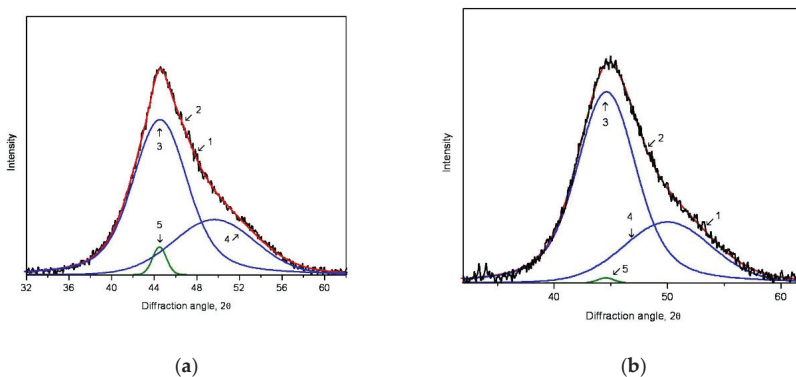 Intensity
2
1
3
5
4
32 36 40 44 48 52 56 60
Diffraction angle, 2θ
(a)
Intensity
2
3
4
1
5
40 50 60
Diffraction angle, 2θ
(b)